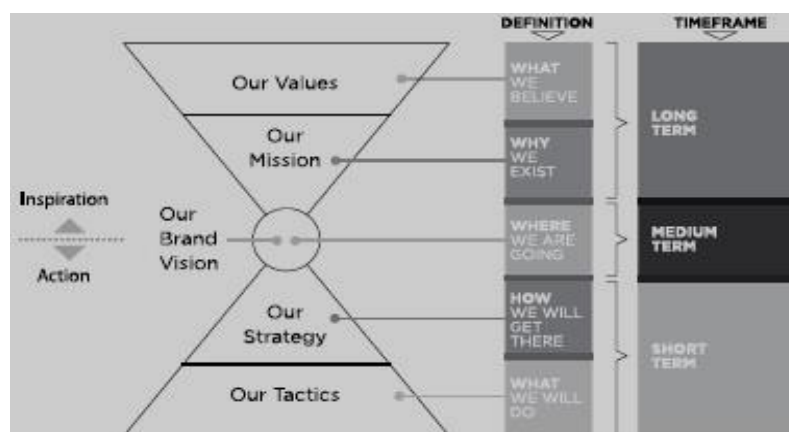 DEFINITION
TIMEFRAME
Our Values
WHAT
WE
BELIEVE
LONG
TERM
Our
Mission
WHY
WE
EXIST
Inspiration
Action
Our
Brand
Vision
WHERE
WE ARE
GOING
MEDIUM
TERM
Our
Strategy
HOW
WE WILL
GET
THERE
SHORT
TERM
Our Tactics
WHAT
WE WILL
DO